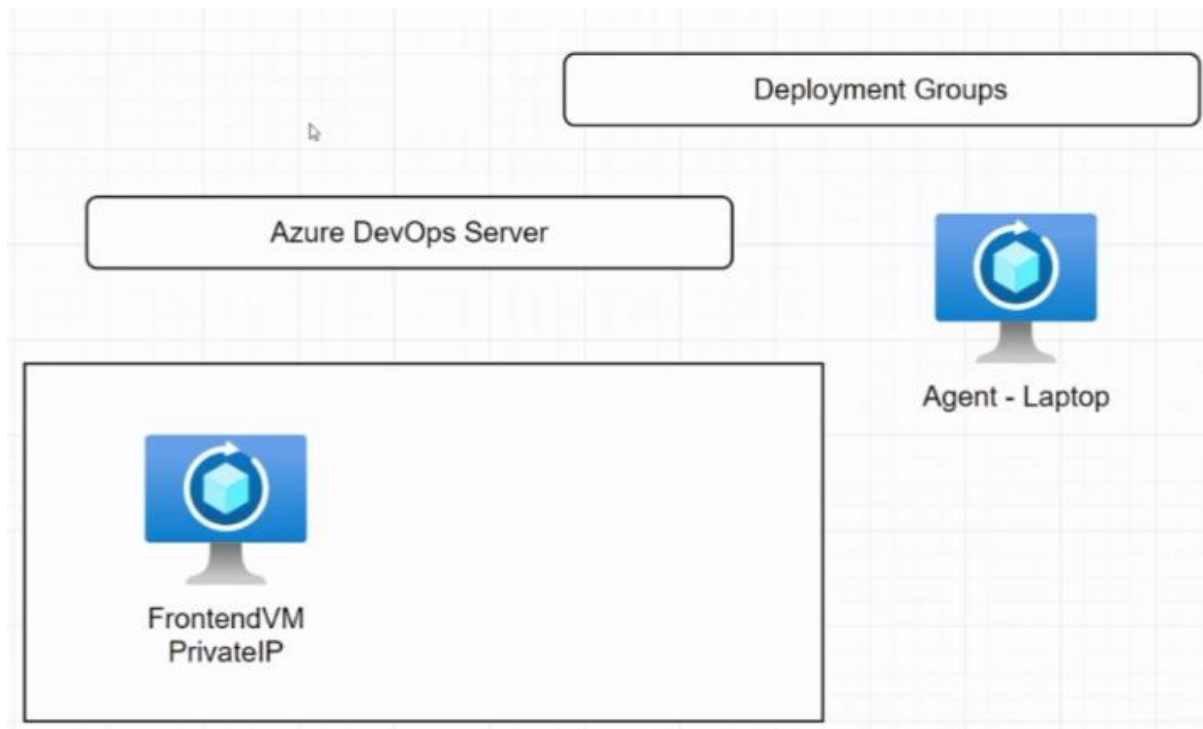 Deployment Groups
Azure DevOps Server
Agent - Laptop
FrontendVM
PrivateIP